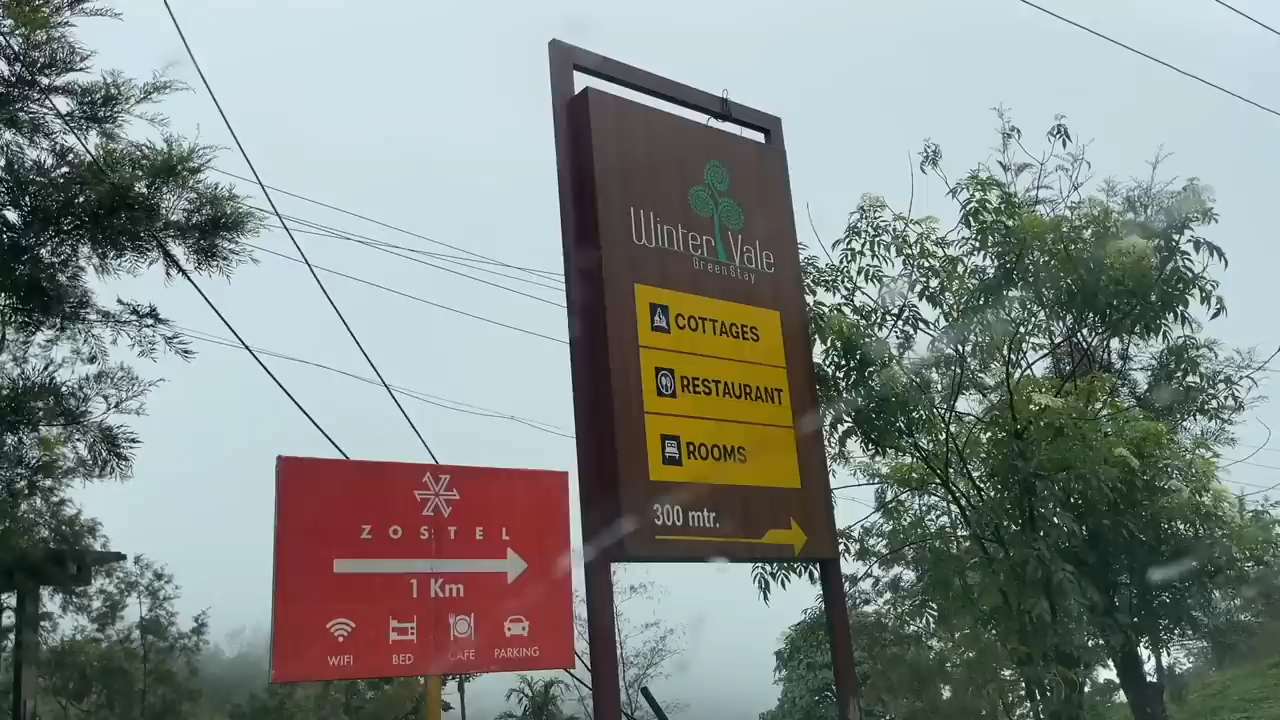 Winter Vale
GreenStay
COTTAGES
RESTAURANT
ROOMS
300 mtr.
ZOSTEL
1 Km
WIFI BED CAFE PARKING